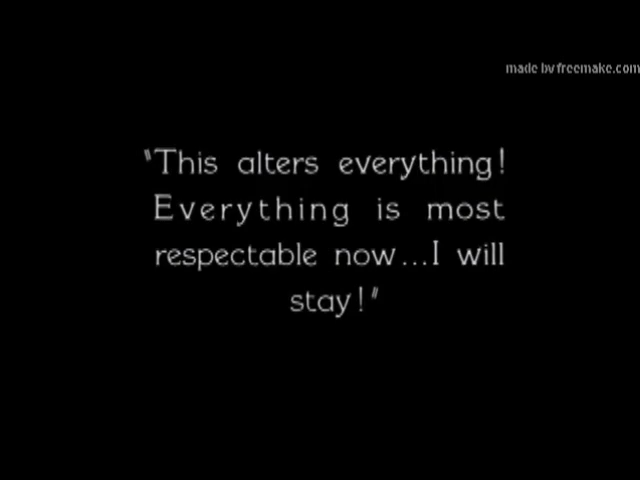 made by freemake.com
"This alters everything!
Everything is most
respectable now...I will
stay!"